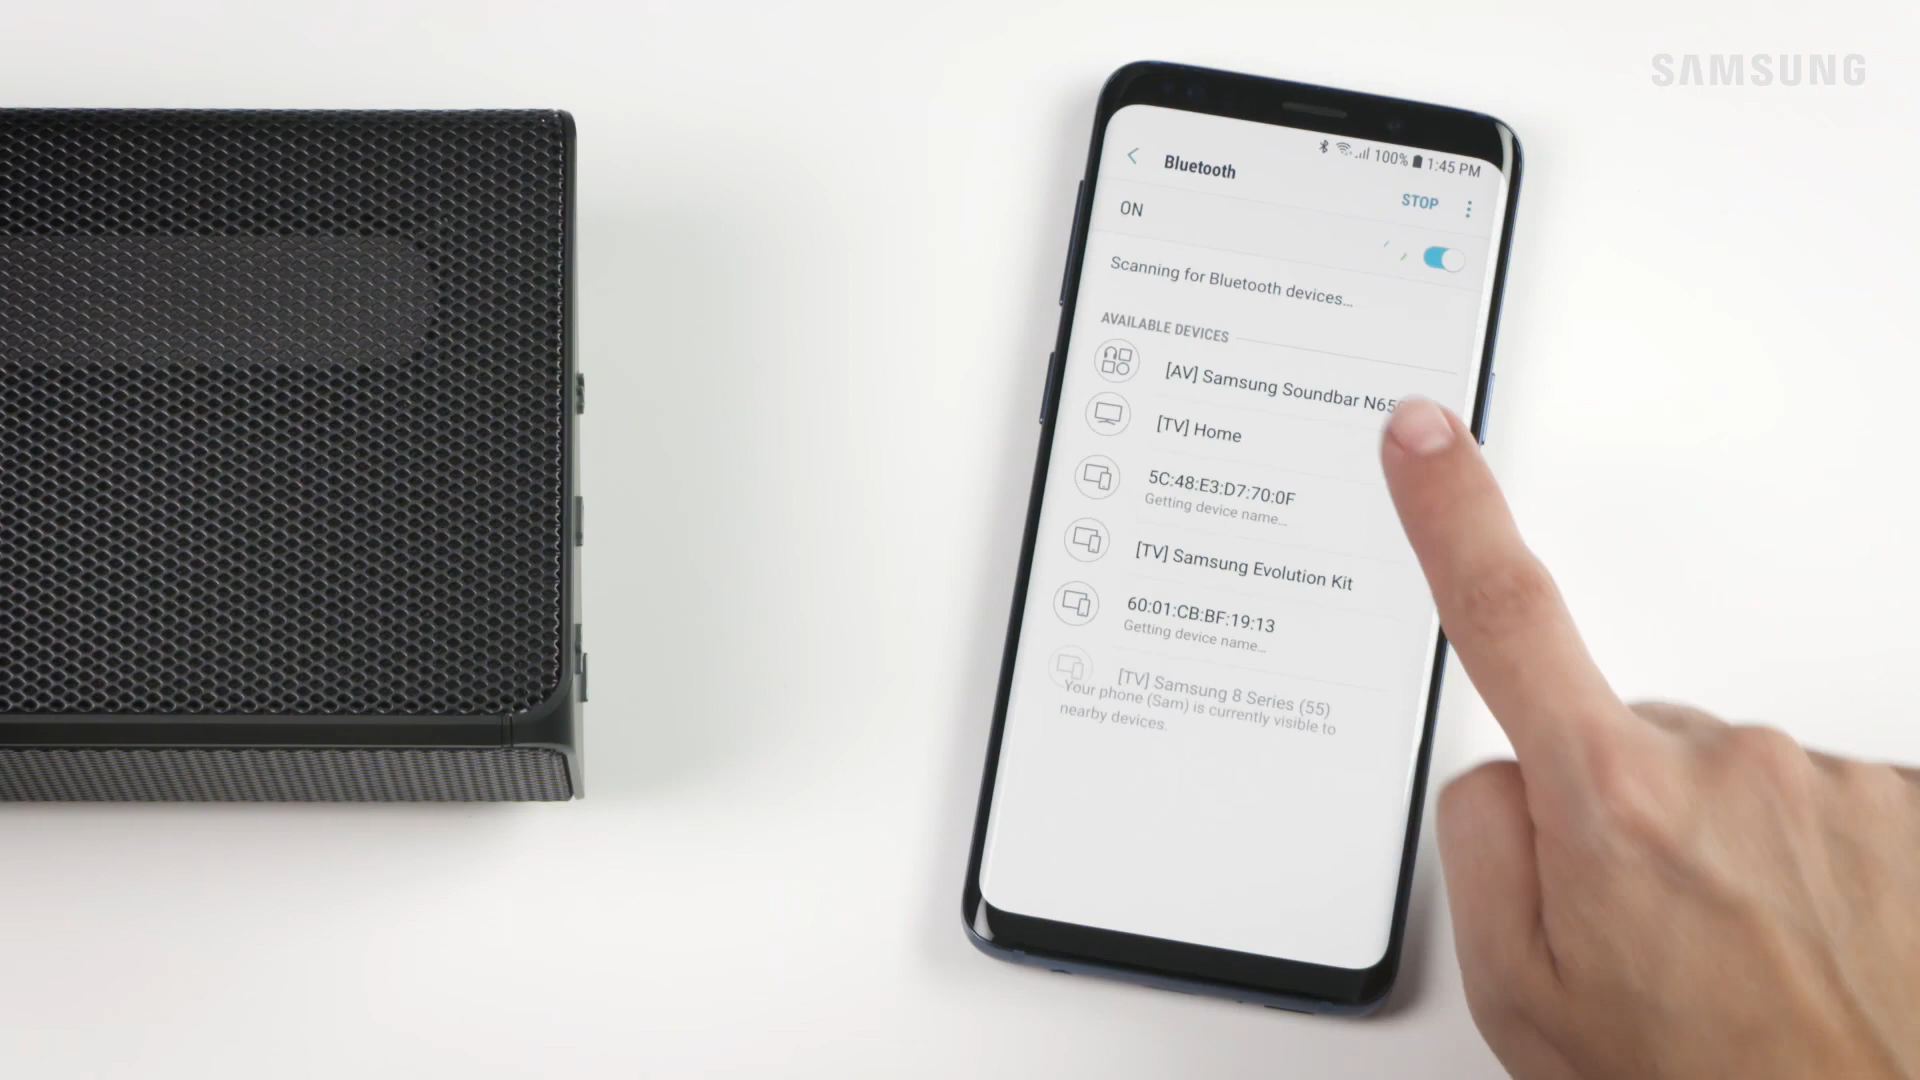 SAMSUNG
100% 1:45 PM
Bluetooth
STOP
ON
Scanning for Bluetooth devices...
AVAILABLE DEVICES
[AV] Samsung Soundbar
[TV] Home
5C:48:E3:D7:70:0F
Getting device name...
[TV] Samsung Evolution Kit
60:01:CB:BF:19:13
Getting device name...
[TV] Samsung 8 Series (55)
Your phone (Sam) is currently visible to
nearby devices.